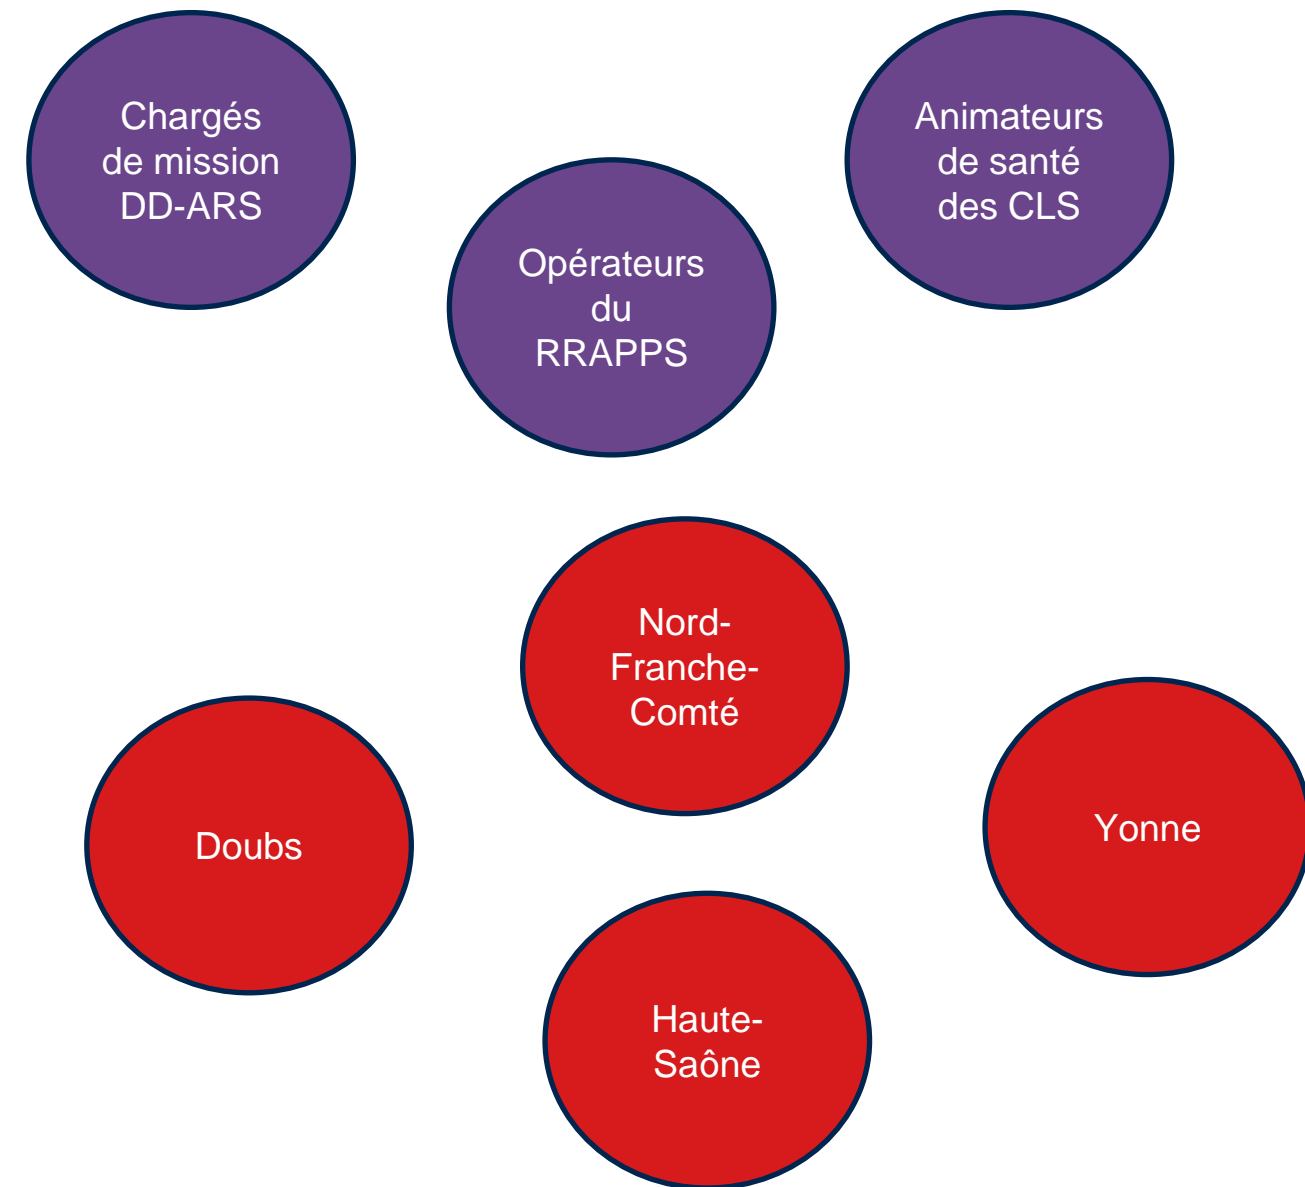 Chargés
de mission
DD-ARS
Animateurs
de santé
des CLS
Opérateurs
du
RRAPPS
Nord-
Franche-
Comté
Doubs
Yonne
Haute-
Saône